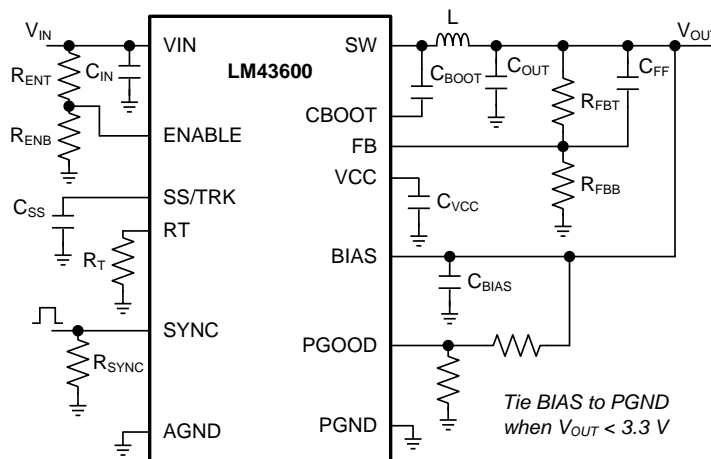 V_IN
L
V_OUT
VIN
SW
R_ENT
C_IN
LM43600
C_BOOT
C_OUT
C_FF
R_FBT
CBOOT
R_ENB
ENABLE
FB
VCC
R_FBB
C_SS
SS/TRK
C_VCC
RT
R_T
BIAS
C_BIAS
SYNC
PGOOD
R_SYNC
Tie BIAS to PGND
when V_OUT < 3.3 V
AGND
PGND